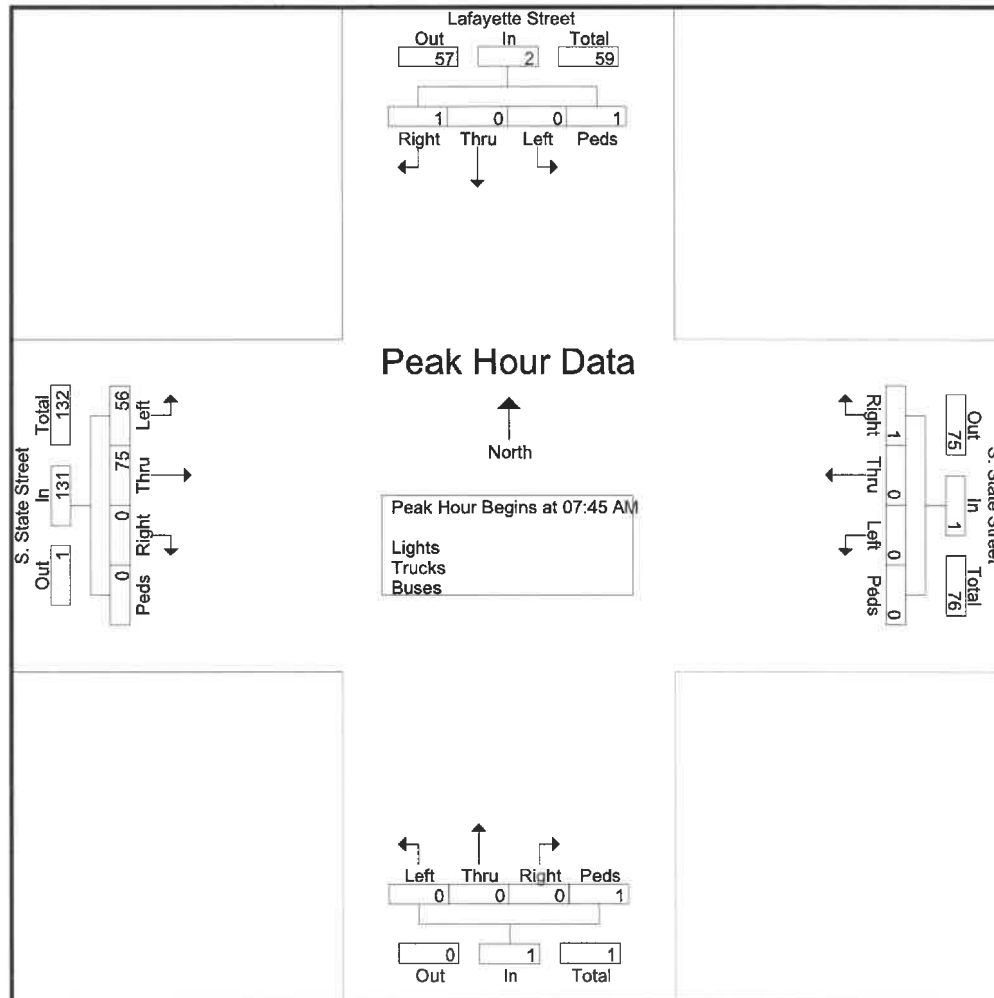 Lafayette Street
Out In Total
57 2 59
1 0 0 1
Right Thru Left Peds
Peak Hour Data
North
Peak Hour Begins at 07:45 AM
Lights
Trucks
Buses
S. State Street
Total In Out
132 131 1
56 75 0 0
Left Thru Right Peds
S. State Street
Out In Total
75 1 76
1 0 0 0
Right Thru Left Peds
Left Thru Right Peds
0 0 0 1
0 1 1
Out In Total